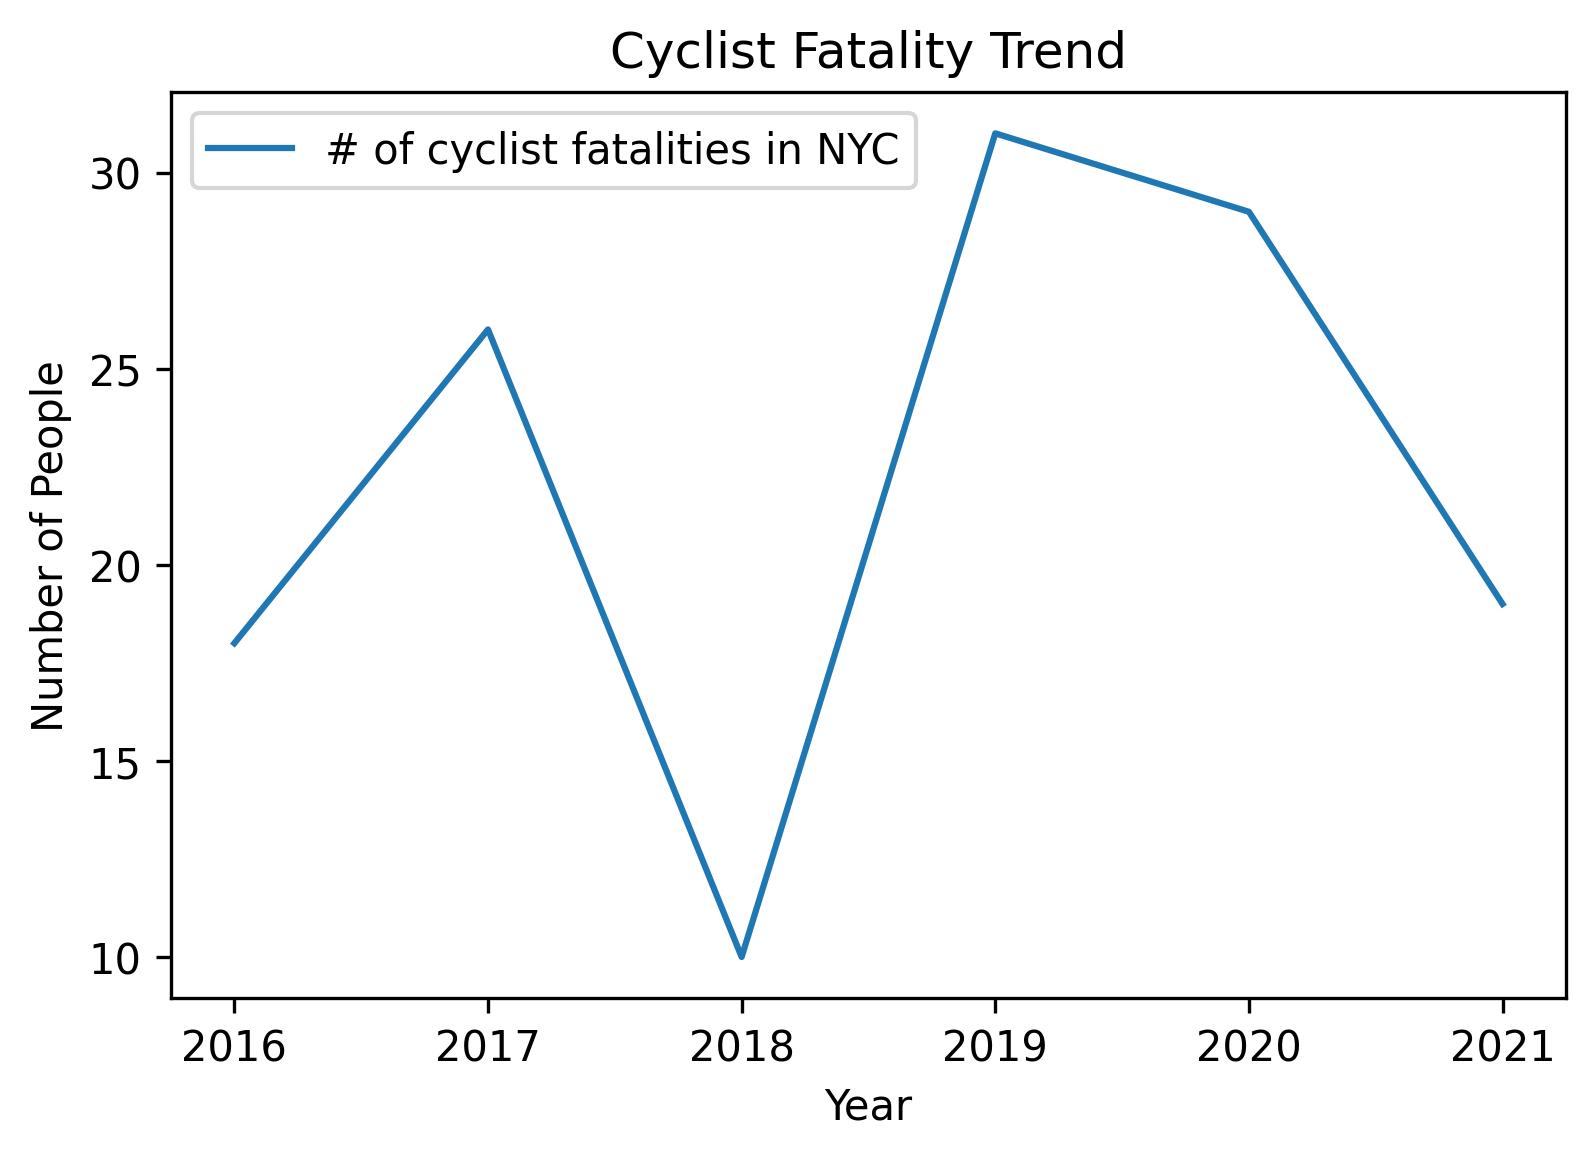 Cyclist Fatality Trend
# of cyclist fatalities in NYC
30
25
20
15
10
Number of People
2016 2017 2018 2019 2020 2021
Year